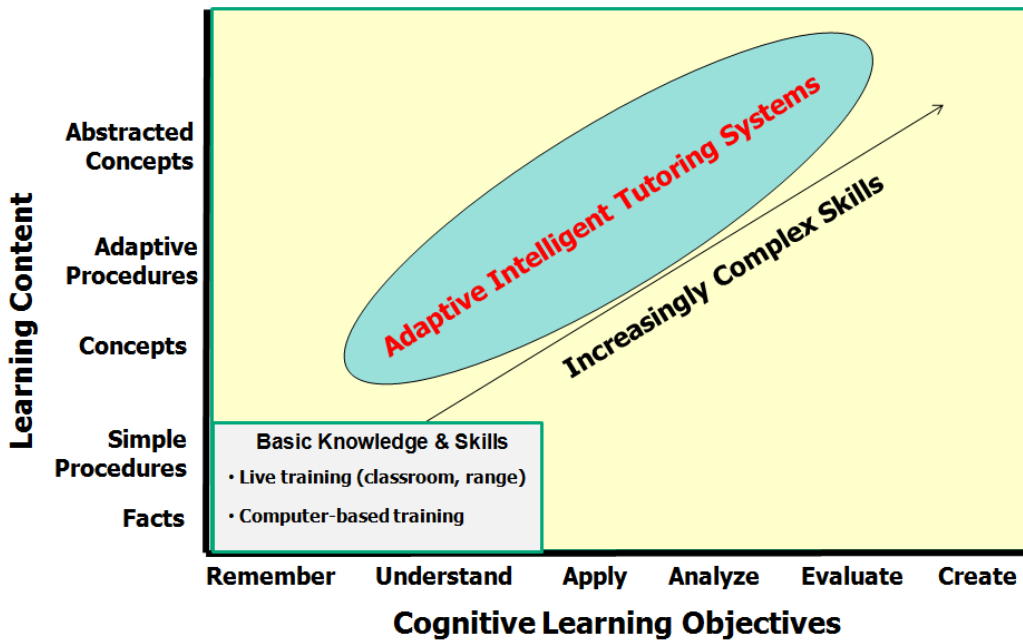 Learning Content
Abstracted
Concepts
Adaptive
Procedures
Concepts
Simple
Procedures
Facts
Adaptive Intelligent Tutoring Systems
Increasingly Complex Skills
Basic Knowledge & Skills
• Live training (classroom, range)
• Computer-based training
Remember Understand Apply Analyze Evaluate Create
Cognitive Learning Objectives